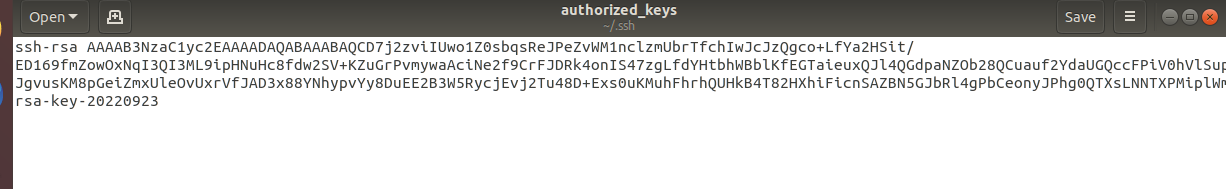 Open
authorized_keys
~/.ssh
Save
ssh-rsa AAAAB3NzaC1yc2EAAAADAQABAAABAQCD7j2zviIUwo1Z0sbqsReJPeZvWM1nclzmUbrTfchIwJcJzQgco+LfYa2HSit/
ED169fmZowOxNqI3QI3ML9ipHNuHc8fdw2SV+KZuGrPvmywaAciNe2f9CrFJDRk4onIS47zgLfdYHtbhWBblKfEGTaieuxQJl4QGdpaNZOb28QCuauf2YdaUGQccFPiV0hVlSup
JgvusKM8pGeiZmxUleOvUxrVfJAD3x88YNhypvYy8DuEE2B3W5RycjEvj2Tu48D+Exs0uKMuhFhrhQUHkB4T82HXhiFicnSAZBN5GJbRl4gPbCeonyJPhg0QTXsLNNTXPMiplWm
rsa-key-20220923